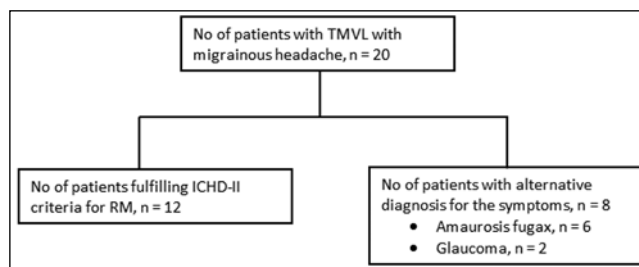 No of patients with TMVL with
migrainous headache, n = 20
No of patients fulfilling ICHD-II
criteria for RM, n = 12
No of patients with alternative
diagnosis for the symptoms, n = 8
• Amaurosis fugax, n = 6
• Glaucoma, n = 2